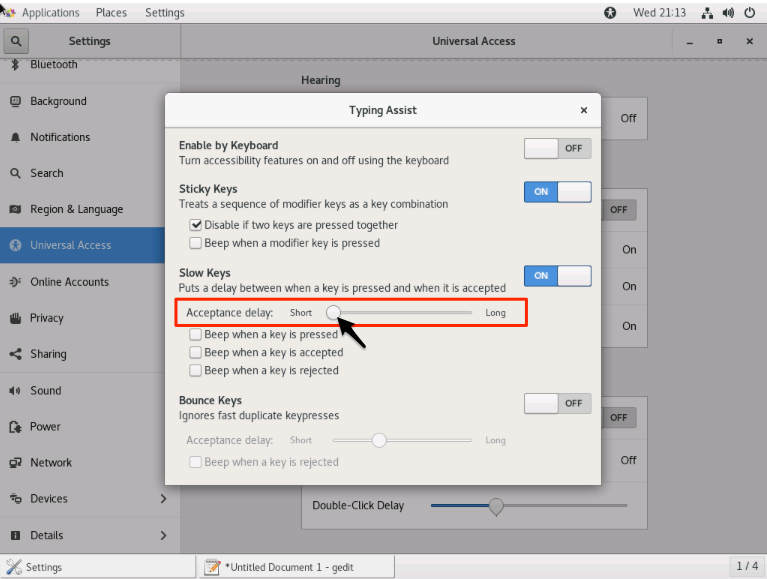 Applications Places Settings Wed 21:13
Settings Universal Access
Bluetooth
Background
Notifications
Search
Region & Language
Universal Access
Online Accounts
Privacy
Sharing
Sound
Power
Network
Devices
Details
Hearing
Off
OFF
On
On
On
OFF
Off
Double-Click Delay
Typing Assist
Enable by Keyboard OFF
Turn accessibility features on and off using the keyboard
Sticky Keys ON
Treats a sequence of modifier keys as a key combination
Disable if two keys are pressed together
Beep when a modifier key is pressed
Slow Keys ON
Puts a delay between when a key is pressed and when it is accepted
Acceptance delay: Short Long
Beep when a key is pressed
Beep when a key is accepted
Beep when a key is rejected
Bounce Keys OFF
Ignores fast duplicate keypresses
Acceptance delay: Short Long
Beep when a key is rejected
Settings *Untitled Document 1 - gedit 1 / 4